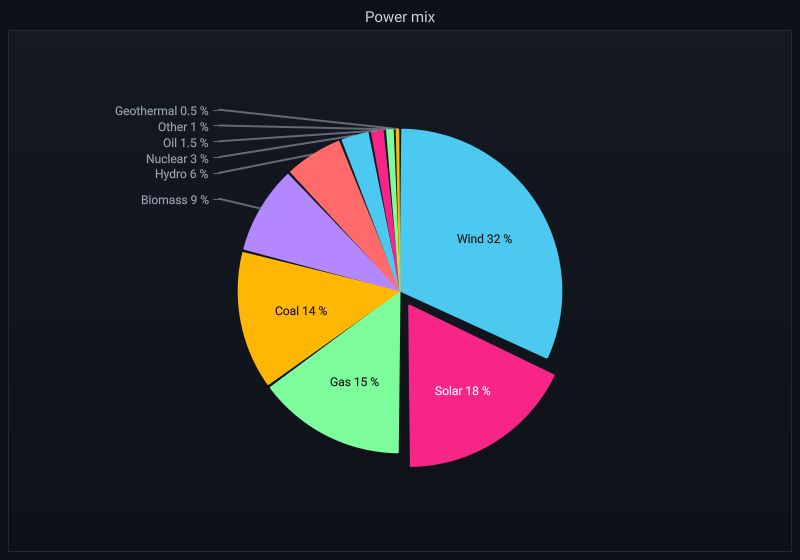 Power mix
Geothermal 0.5 %
Other 1 %
Oil 1.5 %
Nuclear 3 %
Hydro 6 %
Biomass 9 %
Wind 32 %
Coal 14 %
Gas 15 %
Solar 18 %